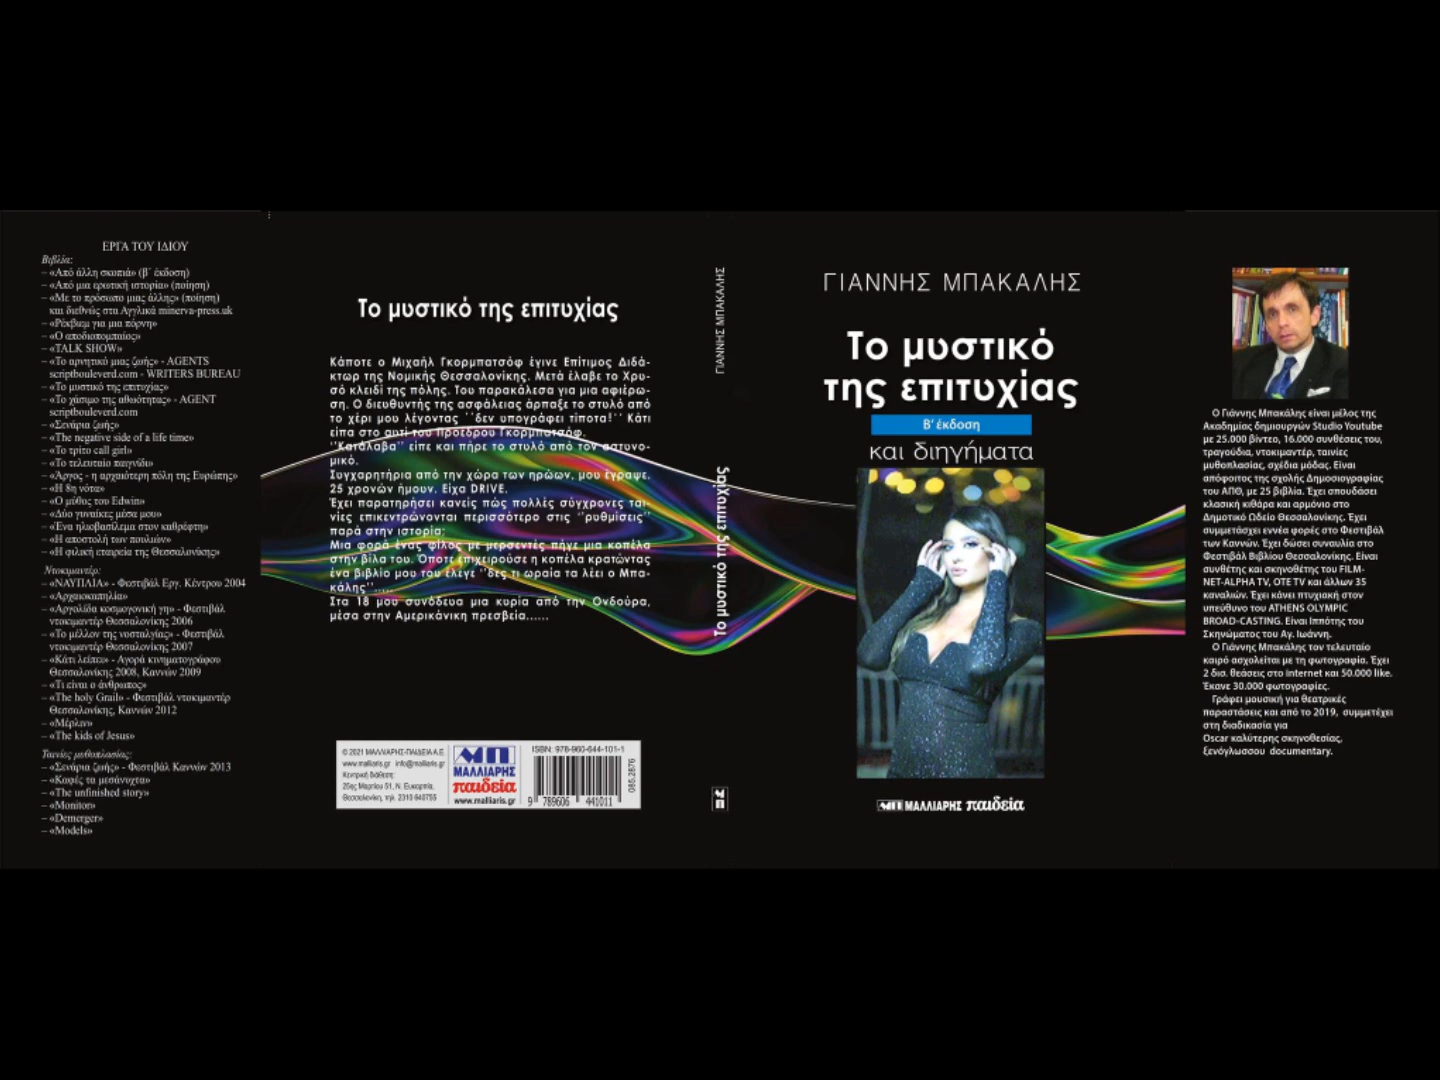 ΕΡΓΑ ΤΟΥ ΙΔΙΟΥ
Βιβλία:
– «Από άλλη σκοπιά» (β΄ έκδοση)
– «Από μια ερωτική ιστορία» (ποίηση)
– «Με το πρόσωπο μιας άλλης» (ποίηση)
και διεθνώς στα Αγγλικά minerva-press.uk
– «Ρέκβιεμ για μια πόρνη»
– «Ο αποδιοπομπαίος»
– «TALK SHOW»
– «Το αρνητικό μιας ζωής» - AGENTS
scriptbouleverd.com - WRITERS BUREAU
– «Το μυστικό της επιτυχίας»
– «Το χάσιμο της αθωότητας» - AGENT
scriptbouleverd.com
– «Σενάρια ζωής»
– «The negative side of a life time»
– «Το τρίτο call girl»
– «Το τελευταίο παιγνίδι»
– «Άργος - η αρχαιότερη πόλη της Ευρώπης»
– «Η 8η νότα»
– «Ο μύθος του Edwin»
– «Δύο γυναίκες μέσα μου»
– «Ένα ηλιοβασίλεμα στον καθρέφτη»
– «Η αποστολή των πουλιών»
– «Η φιλική εταιρεία της Θεσσαλονίκης»
Ντοκιμαντέρ:
– «ΝΑΥΠΛΙΑ» - Φεστιβάλ Εργ. Κέντρου 2004
– «Αρχαιοκαπηλία»
– «Αργολίδα κοσμογονική γη» - Φεστιβάλ
ντοκιμαντέρ Θεσσαλονίκης 2006
– «Το μέλλον της νοσταλγίας» - Φεστιβάλ
ντοκιμαντέρ Θεσσαλονίκης 2007
– «Κάτι λείπει» - Αγορά κινηματογράφου
Θεσσαλονίκης 2008, Καννών 2009
– «Τι είναι ο άνθρωπος»
– «The holy Grail» - Φεστιβάλ ντοκιμαντέρ
Θεσσαλονίκης, Καννών 2012
– «Μέρλιν»
– «The kids of Jesus»
Ταινίες μυθοπλασίας:
– «Σενάρια ζωής» - Φεστιβάλ Καννών 2013
– «Καφές τα μεσάνυχτα»
– «The unfinished story»
– «Monitor»
– «Demerger»
– «Models»
Το μυστικό της επιτυχίας
Κάποτε ο Μιχαήλ Γκορμπατσόφ έγινε Επίτιμος Διδά-
κτωρ της Νομικής Θεσσαλονίκης. Μετά έλαβε το Χρυ-
σό κλειδί της πόλης. Του παρακάλεσα για μια αφιέρω-
ση. Ο διευθυντής της ασφάλειας άρπαξε το στυλό από
το χέρι μου λέγοντας ΄΄δεν υπογράφει τίποτα!΄΄ Κάτι
είπα στο αυτί του Προέδρου Γκορμπατσόφ.
΄΄Κατάλαβα΄΄ είπε και πήρε το στυλό από τον αστυνο-
μικό.
Συγχαρητήρια από την χώρα των ηρώων, μου έγραψε.
25 χρονών ήμουν. Είχα DRIVE.
Έχει παρατηρήσει κανείς πώς πολλές σύγχρονες ται-
νίες επικεντρώνονται περισσότερο στις ΄΄ρυθμίσεις΄΄
παρά στην ιστορία;
Μια φορά ένας φίλος με μερσεντές πήγε μια κοπέλα
στην βίλα του. Όποτε επιχειρούσε η κοπέλα κρατώντας
ένα βιβλίο μου του έλεγε ΄΄δες τι ωραία τα λέει ο Μπα-
κάλης΄΄.....
Στα 18 μου συνόδευα μια κυρία από την Ονδούρα,
μέσα στην Αμερικάνικη πρεσβεία......
© 2021 ΜΑΛΛΙΑΡΗΣ-ΠΑΙΔΕΙΑ Α.Ε.
www.malliaris.gr info@malliaris.gr
Κεντρική διάθεση:
25ης Μαρτίου 51, Ν. Ευκαρπία,
Θεσσαλονίκη, τηλ. 2310 640755
ΜΠ
ΜΑΛΛΙΑΡΗΣ
παιδεία
www.malliaris.gr
ISBN: 978-960-644-101-1
9 789606 441011
085.2676
ΓΙΑΝΝΗΣ ΜΠΑΚΑΛΗΣ
Το μυστικό της επιτυχίας
ΜΠ
ΓΙΑΝΝΗΣ ΜΠΑΚΑΛΗΣ
Το μυστικό
της επιτυχίας
Β' έκδοση
και διηγήματα
ΜΠ ΜΑΛΛΙΑΡΗΣ παιδεία
Ο Γιάννης Μπακάλης είναι μέλος της
Ακαδημίας δημιουργών Studio Youtube
με 25.000 βίντεο, 16.000 συνθέσεις του,
τραγούδια, ντοκιμαντέρ, ταινίες
μυθοπλασίας, σχέδια μόδας. Είναι
απόφοιτος της σχολής Δημοσιογραφίας
του ΑΠΘ, με 25 βιβλία. Έχει σπουδάσει
κλασική κιθάρα και αρμόνιο στο
Δημοτικό Ωδείο Θεσσαλονίκης. Έχει
συμμετάσχει εννέα φορές στο Φεστιβάλ
των Καννών. Έχει δώσει συναυλία στο
Φεστιβάλ Βιβλίου Θεσσαλονίκης. Είναι
συνθέτης και σκηνοθέτης του FILM-
NET-ALPHA TV, OTE TV και άλλων 35
καναλιών. Έχει κάνει πτυχιακή στον
υπεύθυνο του ATHENS OLYMPIC
BROAD-CASTING. Είναι Ιππότης του
Σκηνώματος του Αγ. Ιωάννη.
Ο Γιάννης Μπακάλης τον τελευταίο
καιρό ασχολείται με τη φωτογραφία. Έχει
2 δισ. θεάσεις στο internet και 50.000 like.
Έκανε 30.000 φωτογραφίες.
Γράφει μουσική για θεατρικές
παραστάσεις και από το 2019, συμμετέχει
στη διαδικασία για
Oscar καλύτερης σκηνοθεσίας,
ξενόγλωσσου documentary.